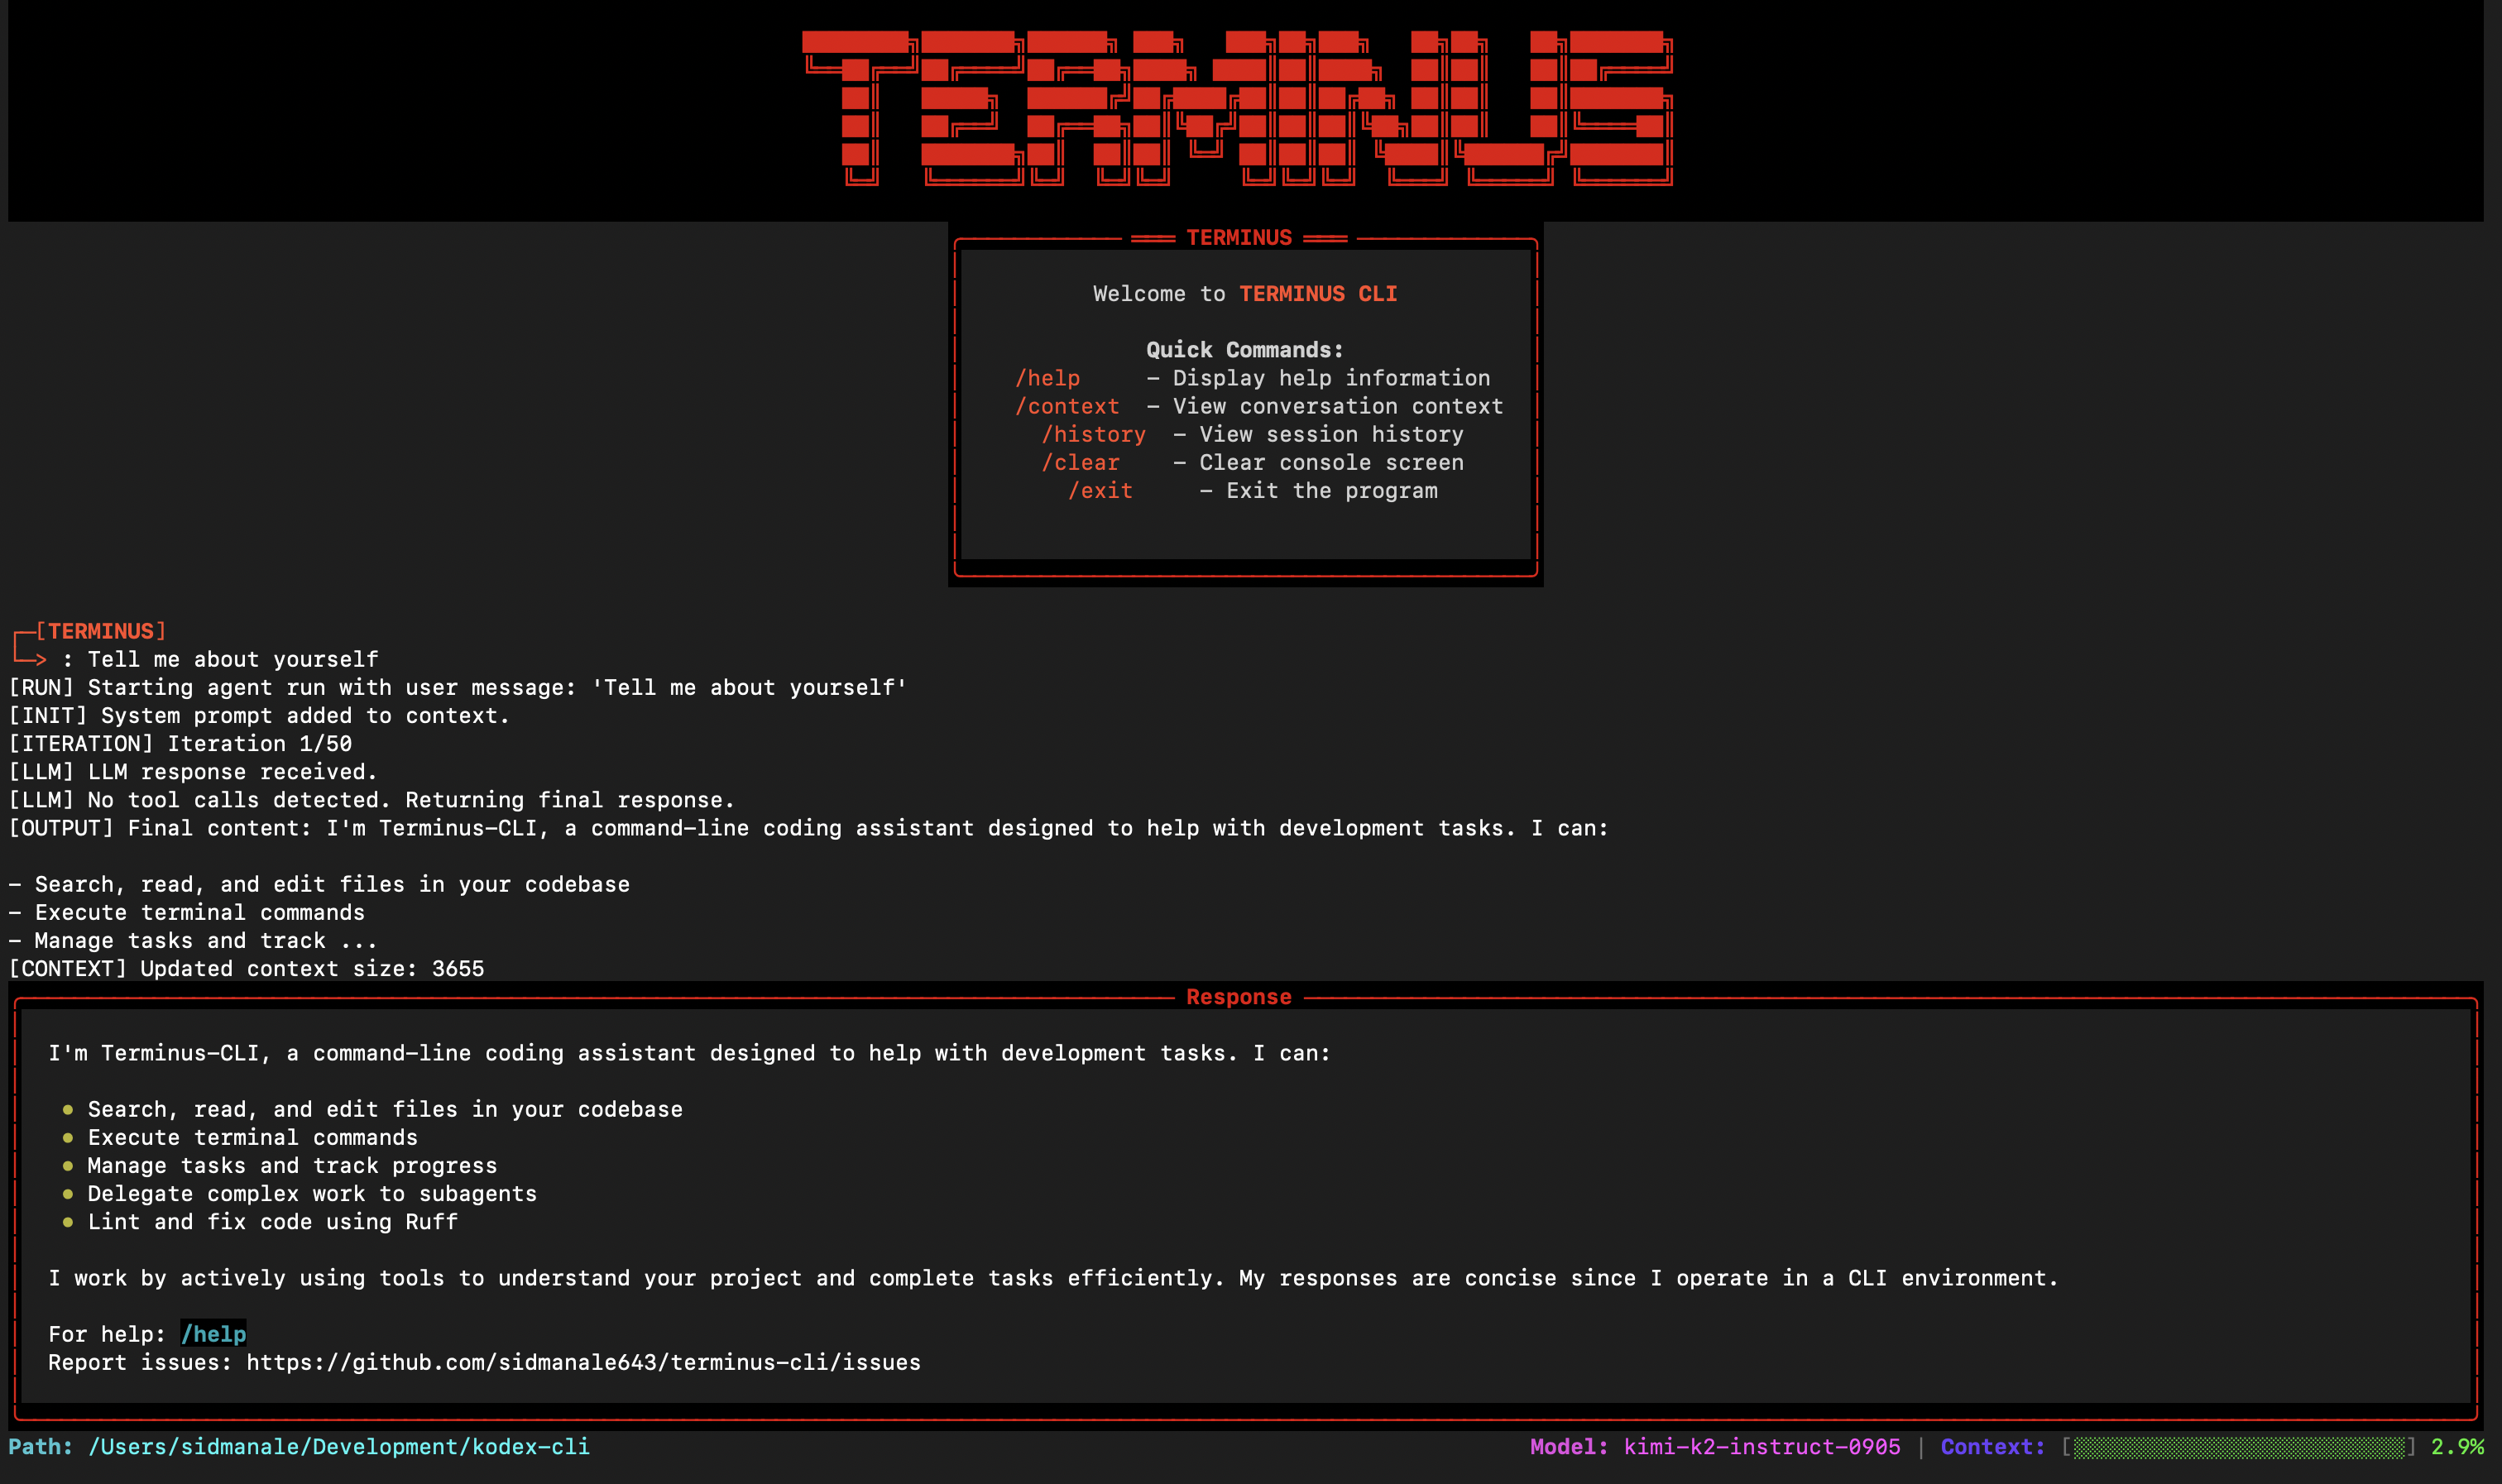 TERMINUS
TERMINUS
Welcome to TERMINUS CLI
Quick Commands:
/help - Display help information
/context - View conversation context
/history - View session history
/clear - Clear console screen
/exit - Exit the program
[TERMINUS]
> : Tell me about yourself
[RUN] Starting agent run with user message: 'Tell me about yourself'
[INIT] System prompt added to context.
[ITERATION] Iteration 1/50
[LLM] LLM response received.
[LLM] No tool calls detected. Returning final response.
[OUTPUT] Final content: I'm Terminus-CLI, a command-line coding assistant designed to help with development tasks. I can:
- Search, read, and edit files in your codebase
- Execute terminal commands
- Manage tasks and track ...
[CONTEXT] Updated context size: 3655
Response
I'm Terminus-CLI, a command-line coding assistant designed to help with development tasks. I can:
• Search, read, and edit files in your codebase
• Execute terminal commands
• Manage tasks and track progress
• Delegate complex work to subagents
• Lint and fix code using Ruff
I work by actively using tools to understand your project and complete tasks efficiently. My responses are concise since I operate in a CLI environment.
For help: /help
Report issues: https://github.com/sidmanale643/terminus-cli/issues
Path: /Users/sidmanale/Development/kodex-cli Model: kimi-k2-instruct-0905 | Context: [░░░░░░░░░░░░░░░░░░░░░░░░░] 2.9%